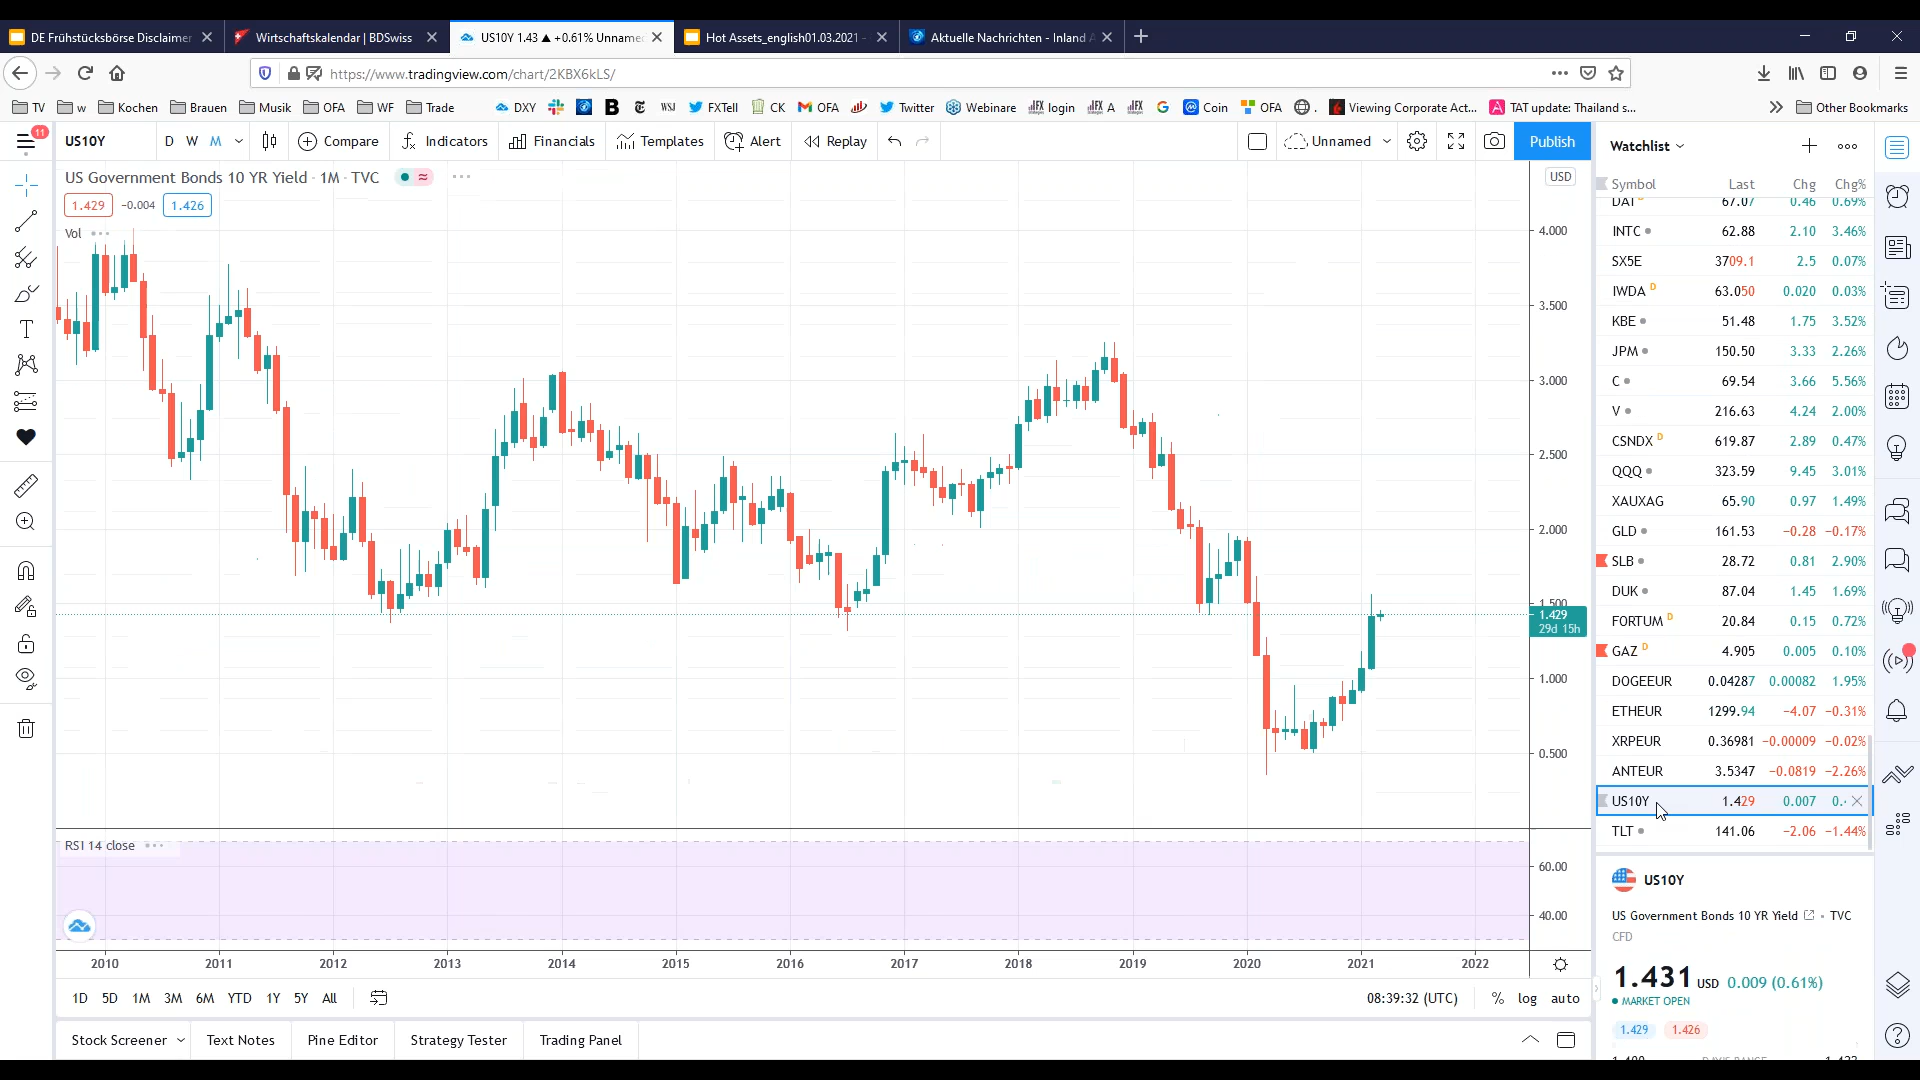 DE Frühstücksbörse Disclaimer
Wirtschaftskalendar | BDSwiss
US10Y 1.43 ▲ +0.61% Unnamed
Hot Assets_english01.03.2021 -
Aktuelle Nachrichten - Inland
https://www.tradingview.com/chart/2KBX6kLS/
TV w Kochen Brauen Musik OFA WF Trade DXY FXTell CK OFA Twitter Webinare login A G Coin OFA . Viewing Corporate Act... TAT update: Thailand s... Other Bookmarks
11 US10Y D W M Compare Indicators Financials Templates Alert Replay Unnamed Publish
US Government Bonds 10 YR Yield · 1M · TVC
1.429 −0.004 1.426
Vol
USD
4.000
3.500
3.000
2.500
2.000
1.500
1.429
29d 15h
1.000
0.500
RSI 14 close
60.00
40.00
2010 2011 2012 2013 2014 2015 2016 2017 2018 2019 2020 2021 2022
1D 5D 1M 3M 6M YTD 1Y 5Y All 08:39:32 (UTC) % log auto
Stock Screener Text Notes Pine Editor Strategy Tester Trading Panel
Watchlist
Symbol Last Chg Chg%
67.07 0.46 0.69%
INTC 62.88 2.10 3.46%
SX5E 3709.1 2.5 0.07%
IWDA D 63.050 0.020 0.03%
KBE 51.48 1.75 3.52%
JPM 150.50 3.33 2.26%
C 69.54 3.66 5.56%
V 216.63 4.24 2.00%
CSNDX D 619.87 2.89 0.47%
QQQ 323.59 9.45 3.01%
XAUXAG 65.90 0.97 1.49%
GLD 161.53 −0.28 −0.17%
SLB 28.72 0.81 2.90%
DUK 87.04 1.45 1.69%
FORTUM D 20.84 0.15 0.72%
GAZ D 4.905 0.005 0.10%
DOGEEUR 0.04287 0.00082 1.95%
ETHEUR 1299.94 −4.07 −0.31%
XRPEUR 0.36981 −0.00009 −0.02%
ANTEUR 3.5347 −0.0819 −2.26%
US10Y 1.429 0.007 0.
TLT 141.06 −2.06 −1.44%
US10Y
US Government Bonds 10 YR Yield • TVC
CFD
1.431 USD 0.009 (0.61%)
MARKET OPEN
1.429 1.426